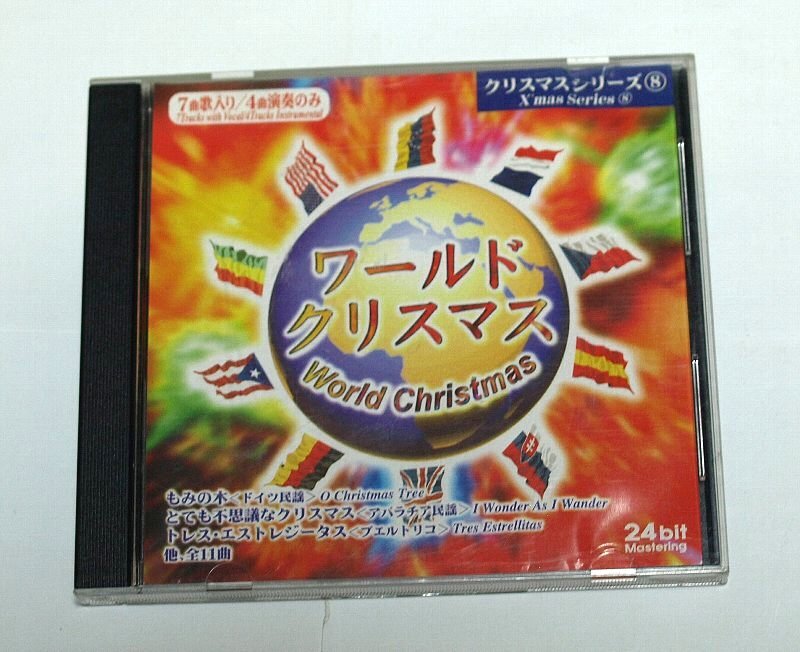 7曲歌入り/4曲演奏のみ
7Tracks with Vocal/4Tracks Instrumental
クリスマスシリーズ⑧
X'mas Series ⑧
ワールド
クリスマス
World Christmas
もみの木<ドイツ民謡> O Christmas Tree
とても不思議なクリスマス<アパラチア民謡> I Wonder As I Wander
トレス・エストレジータス<プエルトリコ> Tres Estrellitas
他、全11曲
24bit
Mastering